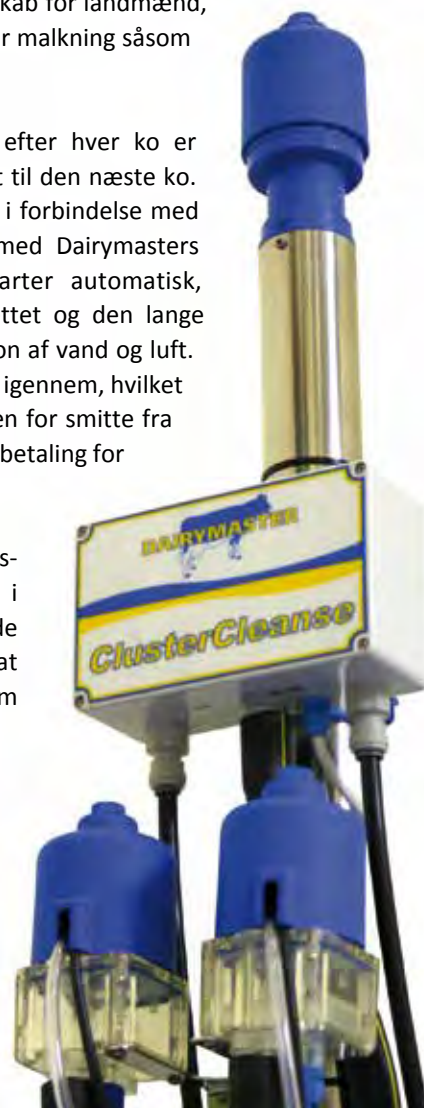 kab for landmænd,
r malkning såsom
efter hver ko er
t til den næste ko.
i forbindelse med
med Dairymasters
arter automatisk,
ttet og den lange
on af vand og luft.
igennem, hvilket
en for smitte fra
betaling for
s-
i
de
at
m
DAIRYMASTER
ClusterCleanse